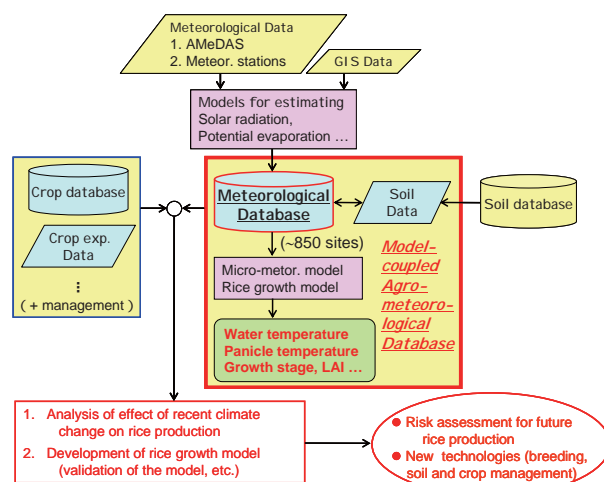 Meteorological Data
1. AMeDAS
2. Meteor. stations
GIS Data
Models for estimating
Solar radiation,
Potential evaporation …
Crop database
Crop exp.
Data
⋮
( + management )
Meteorological
Database
Soil
Data
Soil database
(~850 sites)
Micro-metor. model
Rice growth model
Model-
coupled
Agro-
meteoro-
logical
Database
Water temperature
Panicle temperature
Growth stage, LAI …
1. Analysis of effect of recent climate
change on rice production
2. Development of rice growth model
(validation of the model, etc.)
● Risk assessment for future
rice production
● New technologies (breeding,
soil and crop management)